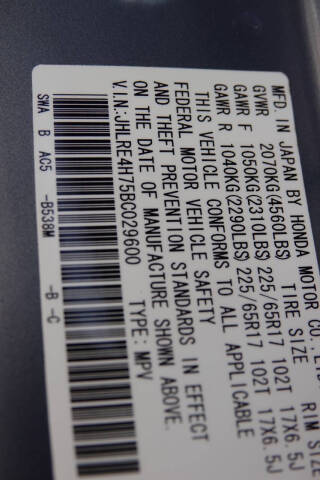 MFD. IN JAPAN BY HONDA MOTOR CO.,
GVWR 2070KG(4560LBS) TIRE SIZE RIM SIZE
GAWR F 1050KG(2310LBS) 225/65R17 102T 17X6.5J
GAWR R 1040KG(2290LBS) 225/65R17 102T 17X6.5J
THIS VEHICLE CONFORMS TO ALL APPLICABLE
FEDERAL MOTOR VEHICLE SAFETY
AND THEFT PREVENTION STANDARDS IN EFFECT
ON THE DATE OF MANUFACTURE SHOWN ABOVE.
V.I.N:JHLRE4H75BC029600 TYPE: MPV
SWA B AC5 -B538M -B -C